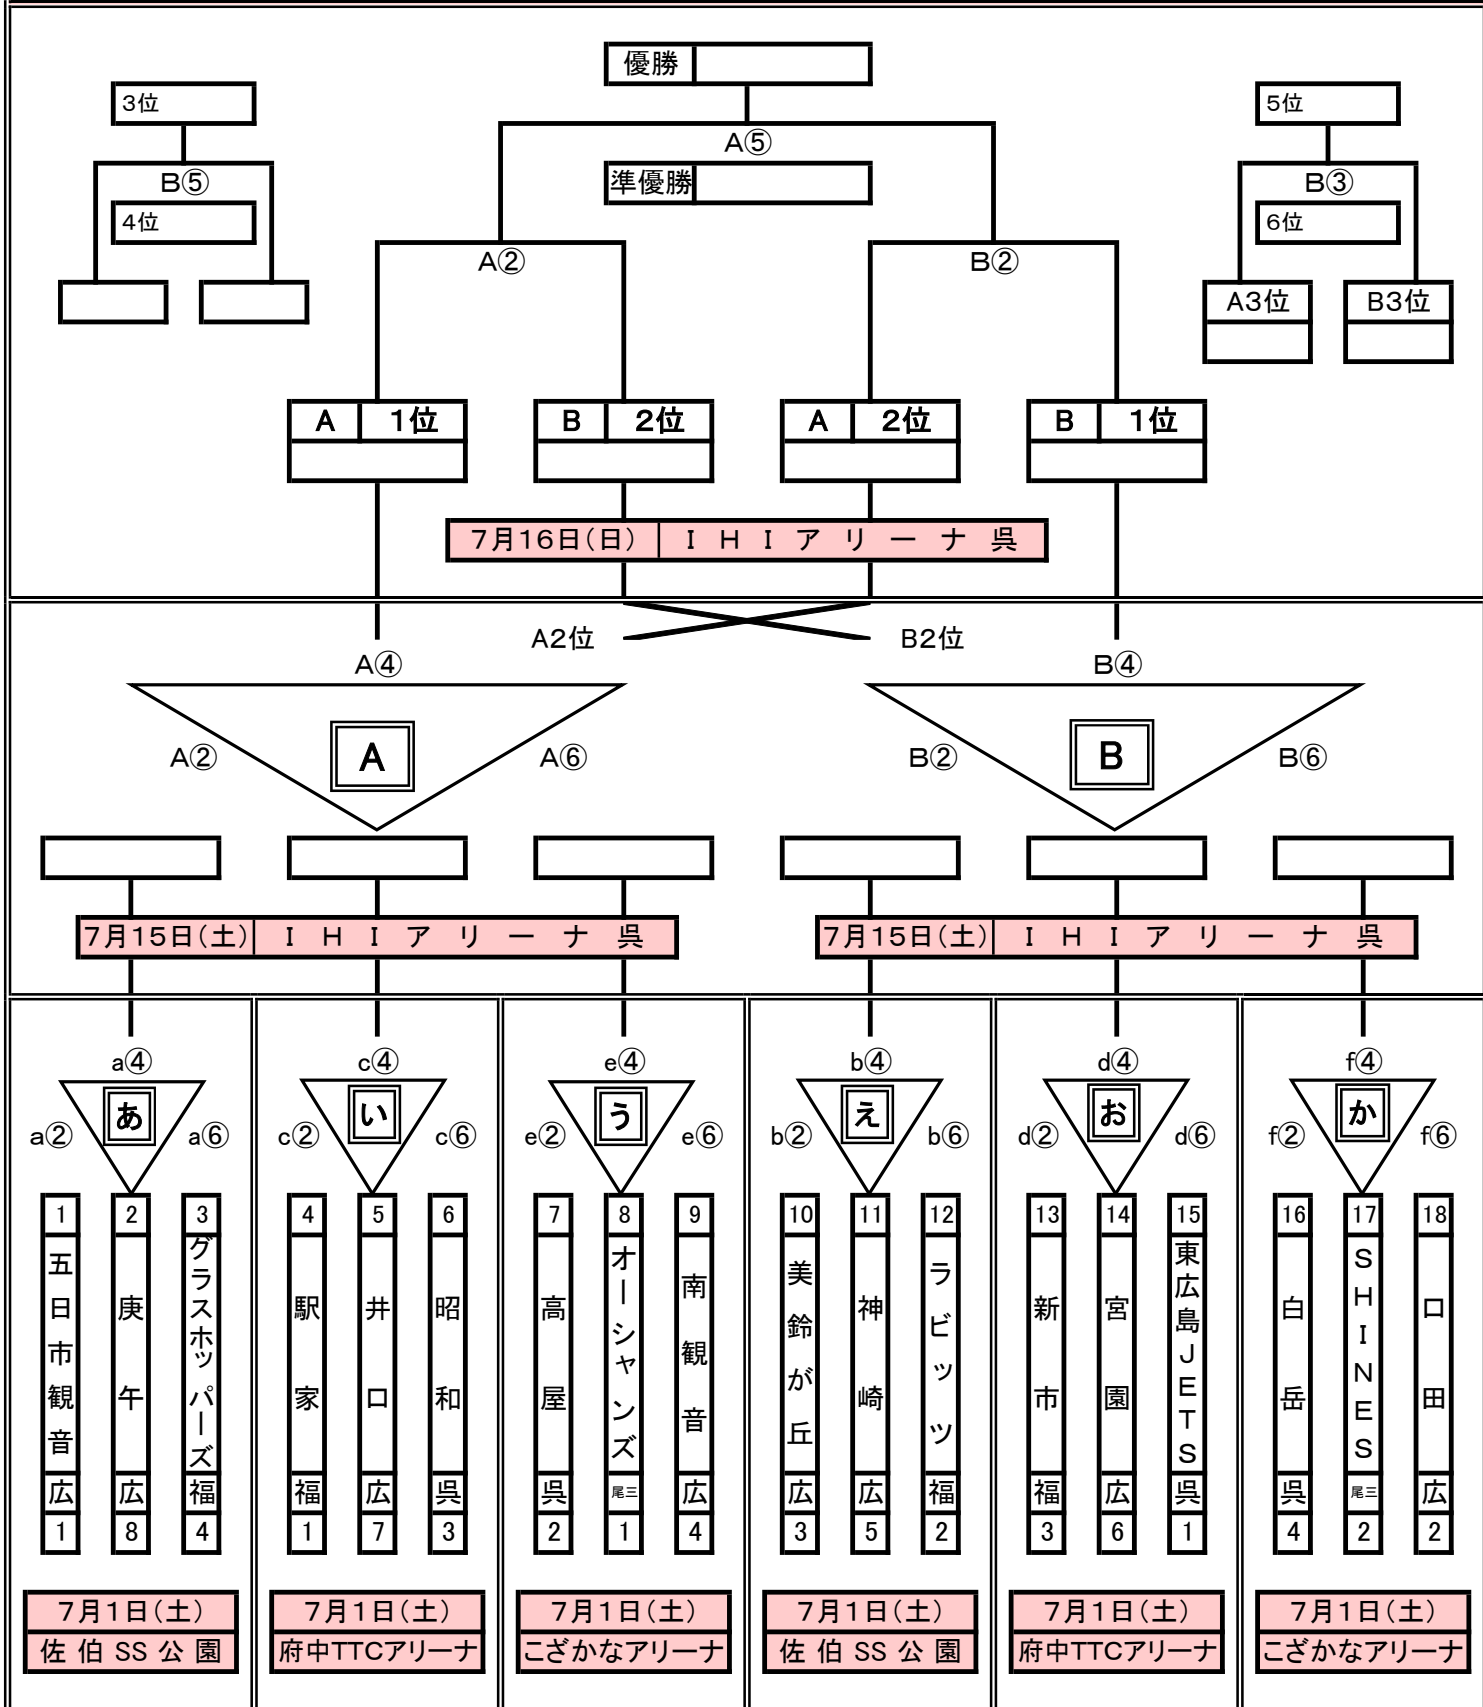 優勝
3位
5位
A⑤
B⑤
準優勝
B③
4位
6位
A② B②
A3位 B3位
A 1位 B 2位 A 2位 B 1位
7月16日(日) IHIアリーナ呉
A2位 B2位
A④ B④
A② A A⑥ B② B B⑥
7月15日(土) IHIアリーナ呉 7月15日(土) IHIアリーナ呉
a④ c④ e④ b④ d④ f④
あ い う え お か
a② a⑥ c② c⑥ e② e⑥ b② b⑥ d② d⑥ f② f⑥
1 2 3 4 5 6 7 8 9 10 11 12 13 14 15 16 17 18
五日市観音
庚午
グラスホッパーズ
駅家
井口
昭和
高屋
オーシャンズ
南観音
美鈴が丘
神崎
ラビッツ
新市
宮園
東広島JETS
白岳
SHINES
口田
広 広 福 福 広 呉 呉 尾三 広 広 広 福 福 広 呉 呉 尾三 広
1 8 4 1 7 3 2 1 4 3 5 2 3 6 1 4 2 2
7月1日(土) 7月1日(土) 7月1日(土) 7月1日(土) 7月1日(土) 7月1日(土)
佐伯SS公園 府中TTCアリーナ こざかなアリーナ 佐伯SS公園 府中TTCアリーナ こざかなアリーナ